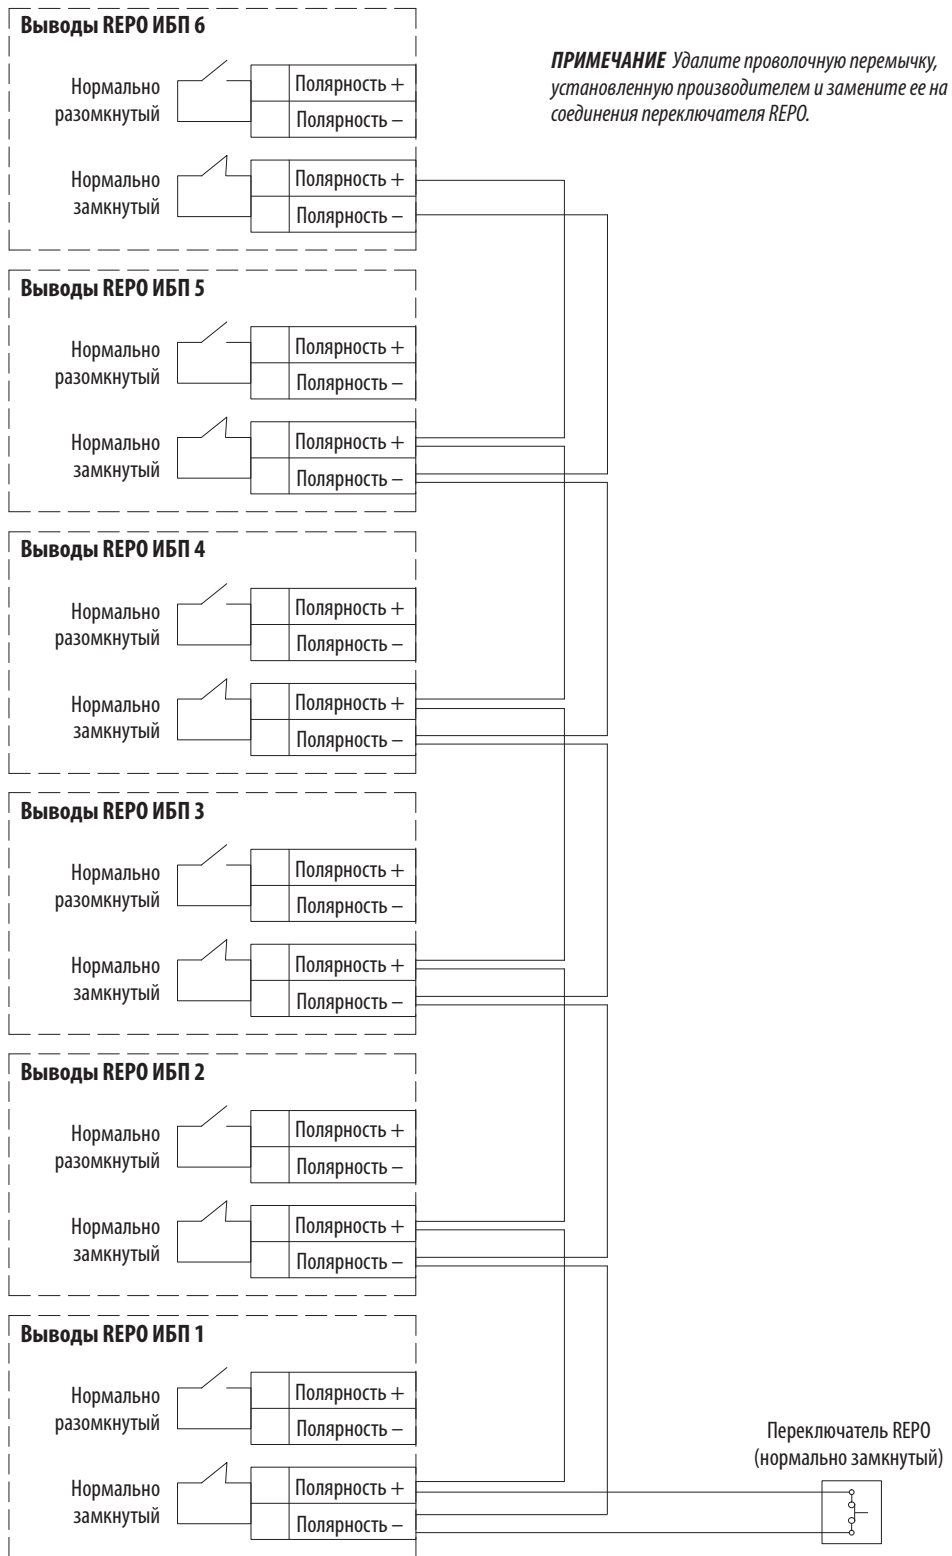 Выводы REPO ИБП 6
ПРИМЕЧАНИЕ Удалите проволочную перемычку,
установленную производителем и замените ее на
соединения переключателя REPO.
Нормально
разомкнутый
Полярность +
Полярность –
Нормально
замкнутый
Полярность +
Полярность –
Выводы REPO ИБП 5
Нормально
разомкнутый
Полярность +
Полярность –
Нормально
замкнутый
Полярность +
Полярность –
Выводы REPO ИБП 4
Нормально
разомкнутый
Полярность +
Полярность –
Нормально
замкнутый
Полярность +
Полярность –
Выводы REPO ИБП 3
Нормально
разомкнутый
Полярность +
Полярность –
Нормально
замкнутый
Полярность +
Полярность –
Выводы REPO ИБП 2
Нормально
разомкнутый
Полярность +
Полярность –
Нормально
замкнутый
Полярность +
Полярность –
Выводы REPO ИБП 1
Нормально
разомкнутый
Полярность +
Полярность –
Нормально
замкнутый
Полярность +
Полярность –
Переключатель REPO
(нормально замкнутый)